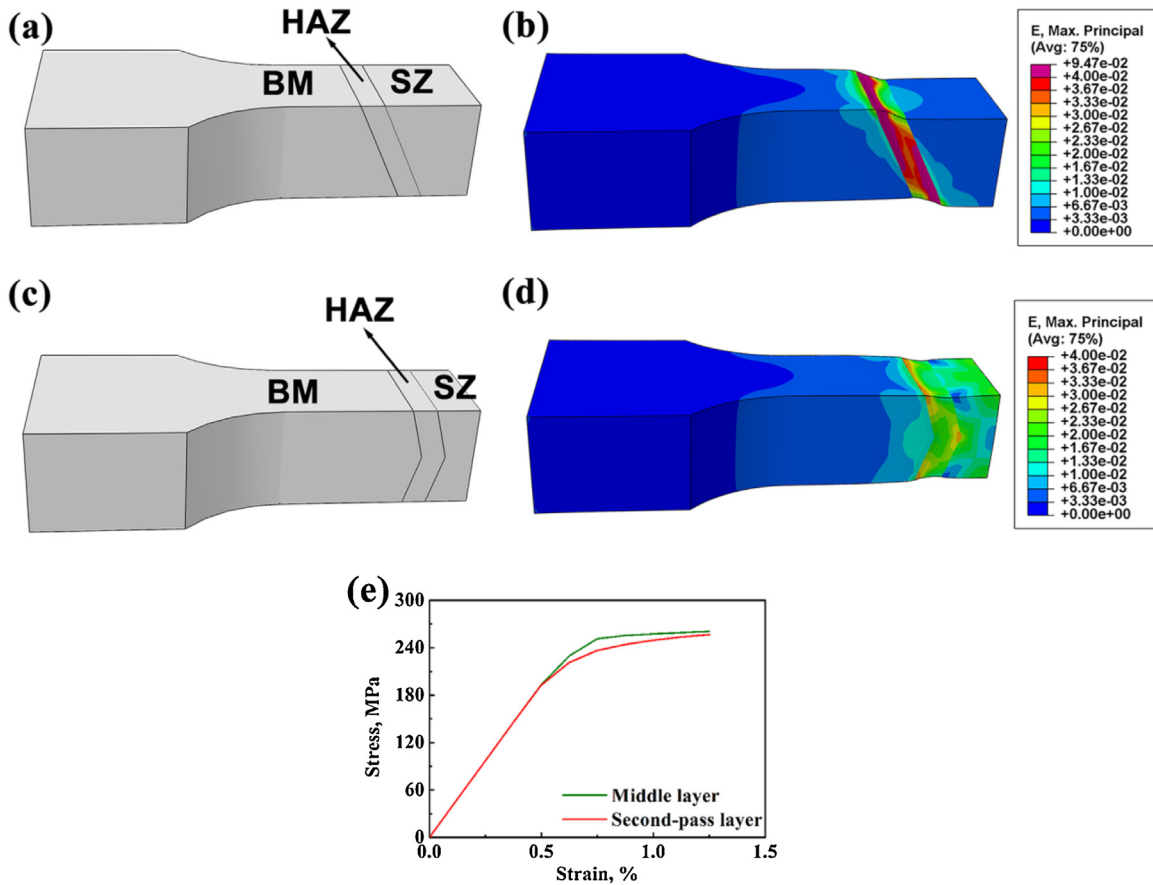 (a)
HAZ
BM
SZ
(b)
E, Max. Principal
(Avg: 75%)
+9.47e-02
+4.00e-02
+3.67e-02
+3.33e-02
+3.00e-02
+2.67e-02
+2.33e-02
+2.00e-02
+1.67e-02
+1.33e-02
+1.00e-02
+6.67e-03
+3.33e-03
+0.00e+00
(c)
HAZ
BM
SZ
(d)
E, Max. Principal
(Avg: 75%)
+4.00e-02
+3.67e-02
+3.33e-02
+3.00e-02
+2.67e-02
+2.33e-02
+2.00e-02
+1.67e-02
+1.33e-02
+1.00e-02
+6.67e-03
+3.33e-03
+0.00e+00
(e)
300
240
180
120
60
0
Stress, MPa
Middle layer
Second-pass layer
0.0
0.5
1.0
1.5
Strain, %